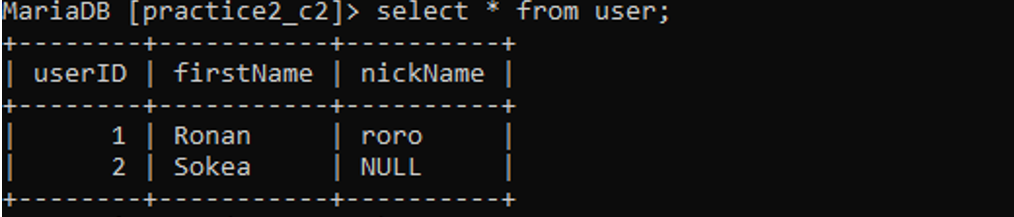 MariaDB [practice2_c2]> select * from user;
+--------+-----------+----------+
| userID | firstName | nickName |
+--------+-----------+----------+
|      1 | Ronan     | roro     |
|      2 | Sokea     | NULL     |
+--------+-----------+----------+